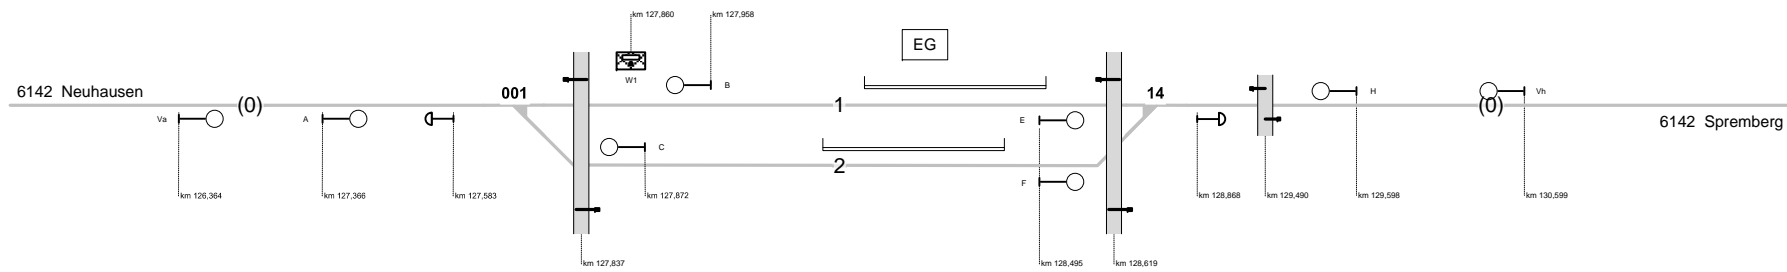 km 127,860
km 127,958
EG
W1
B
6142 Neuhausen
001
14
H
Vh
(0)
1
(0)
Va
A
E
6142 Spremberg
C
2
F
km 126,364
km 127,366
km 127,583
km 127,872
km 128,868
km 129,490
km 129,598
km 130,599
km 127,837
km 128,495
km 128,619